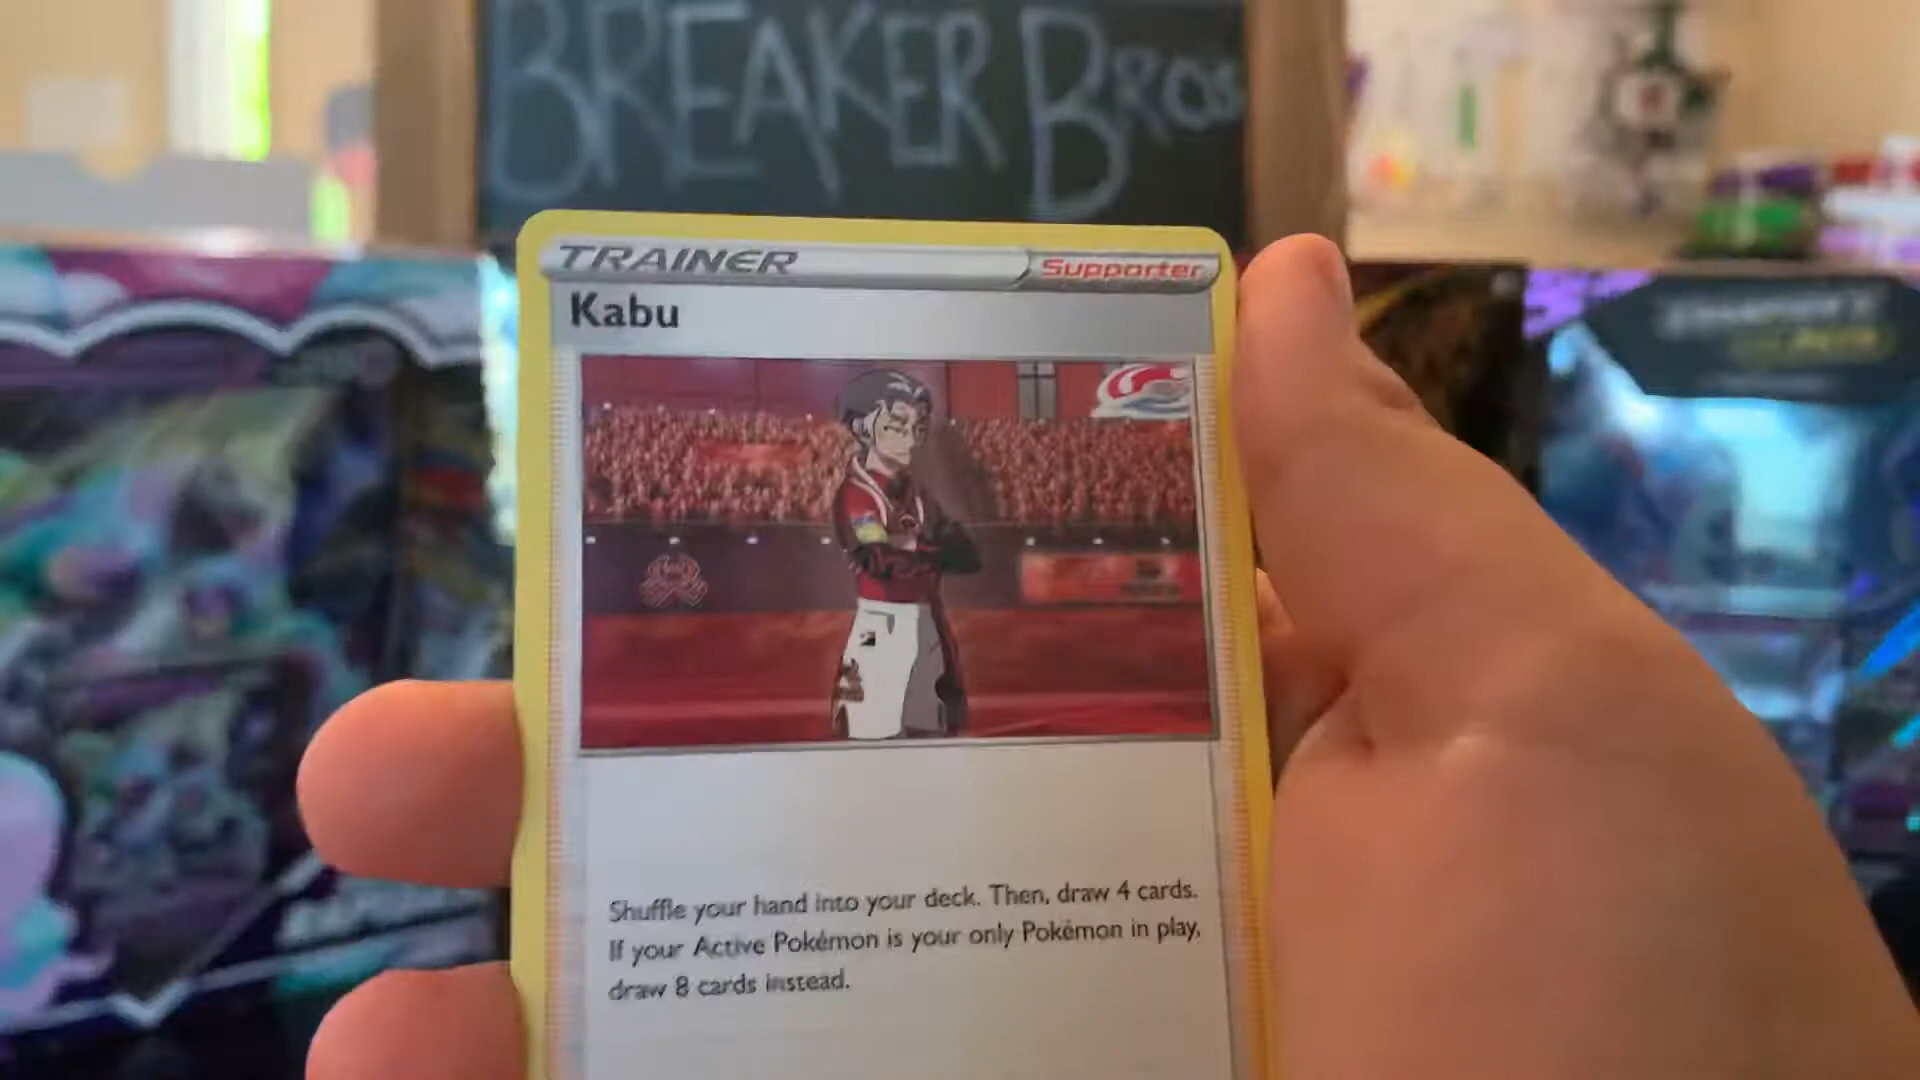 BREAKER BROS
TRAINER
Supporter
Kabu
Shuffle your hand into your deck. Then, draw 4 cards.
If your Active Pokémon is your only Pokémon in play,
draw 8 cards instead.